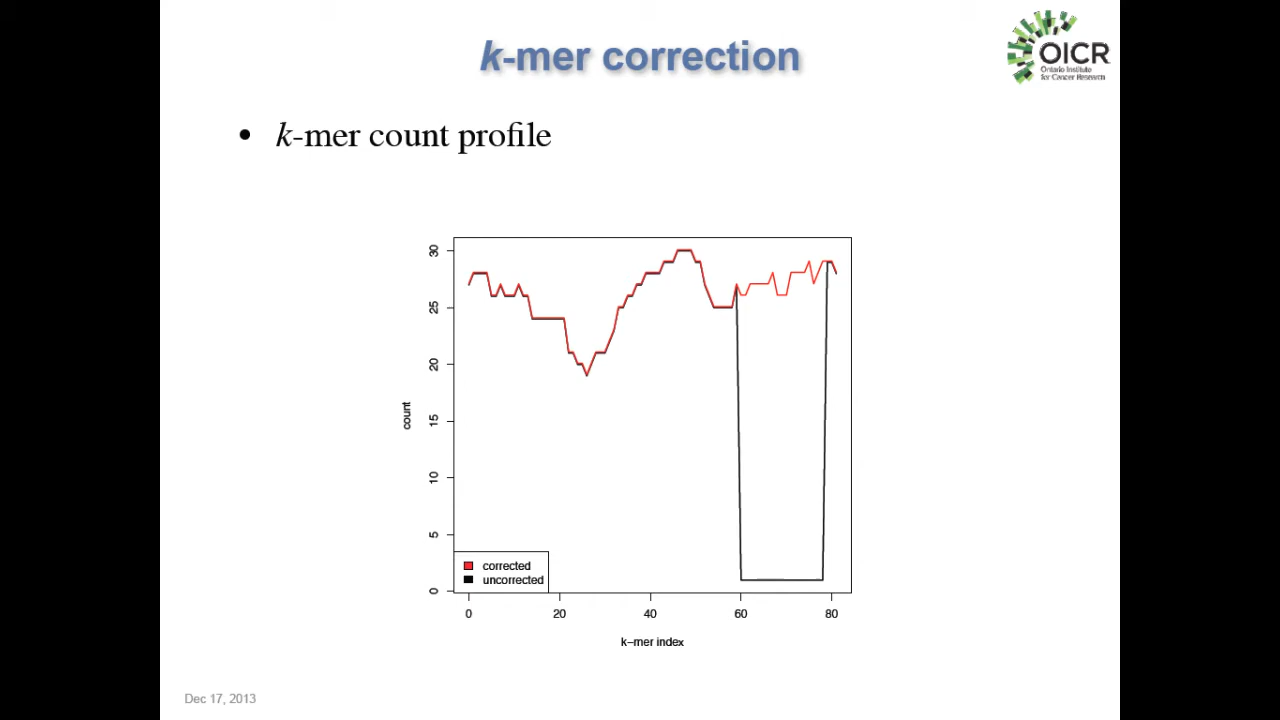 k-mer correction
OICR
Ontario Institute
for Cancer Research
• k-mer count profile
30
25
20
15
10
5
0
count
corrected
uncorrected
0 20 40 60 80
k−mer index
Dec 17, 2013